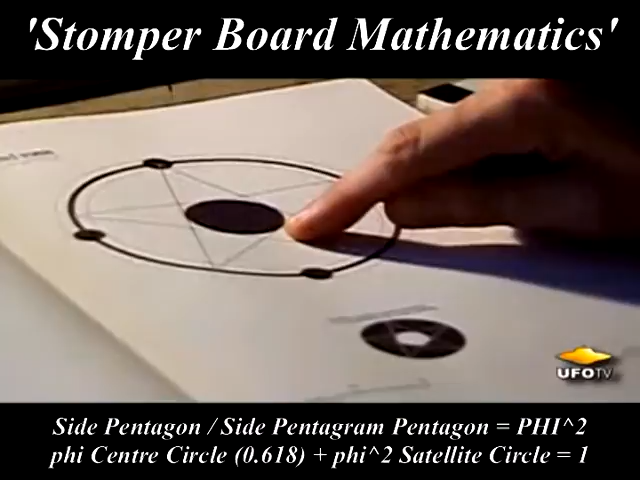 'Stomper Board Mathematics'
UFOTV
Side Pentagon / Side Pentagram Pentagon = PHI^2
phi Centre Circle (0.618) + phi^2 Satellite Circle = 1